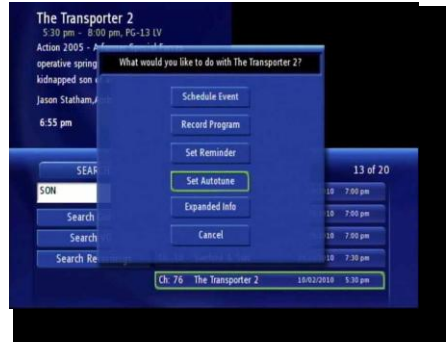 The Transporter 2
5:30 pm - 8:00 pm, PG-13 LV
Action 2005 - A
operative spring
kidnapped son
Jason Statham,
6:55 pm
What would you like to do with The Transporter 2?
Schedule Event
Record Program
Set Reminder
Set Autotune
Expanded Info
Cancel
SEAR
13 of 20
SON
7:00 pm
Search
7:00 pm
Search
7:00 pm
Search Re
7:30 pm
Ch: 76 The Transporter 2 10/02/2010 5:30 pm